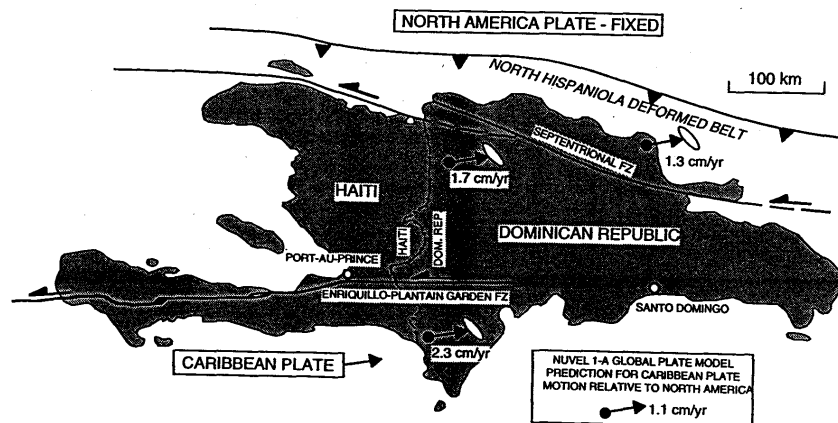 NORTH AMERICA PLATE - FIXED
100 km
NORTH HISPANIOLA DEFORMED BELT
SEPTENTRIONAL FZ
1.3 cm/yr
1.7 cm/yr
HAITI
HAITI
DOM. REP
DOMINICAN REPUBLIC
PORT-AU-PRINCE
ENRIQUILLO-PLANTAIN GARDEN FZ
SANTO DOMINGO
2.3 cm/yr
CARIBBEAN PLATE
NUVEL 1-A GLOBAL PLATE MODEL
PREDICTION FOR CARIBBEAN PLATE
MOTION RELATIVE TO NORTH AMERICA
1.1 cm/yr